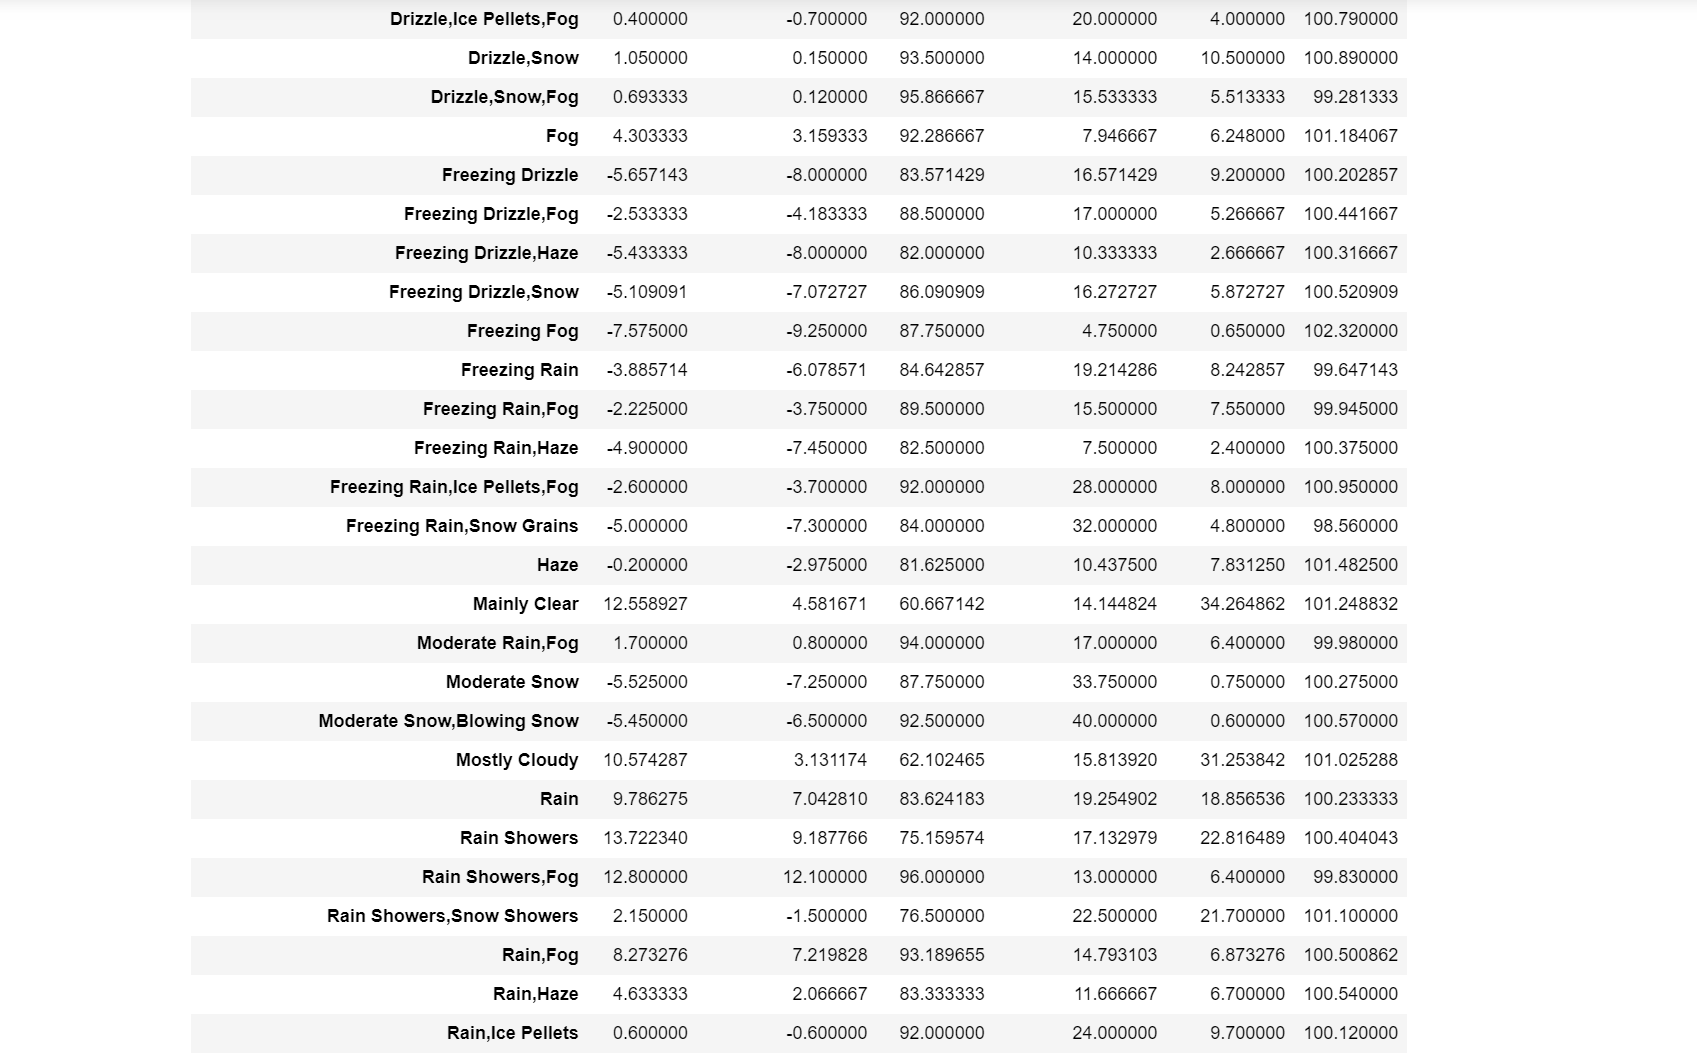 Drizzle,Ice Pellets,Fog 0.400000 -0.700000 92.000000 20.000000 4.000000 100.790000
Drizzle,Snow 1.050000 0.150000 93.500000 14.000000 10.500000 100.890000
Drizzle,Snow,Fog 0.693333 0.120000 95.866667 15.533333 5.513333 99.281333
Fog 4.303333 3.159333 92.286667 7.946667 6.248000 101.184067
Freezing Drizzle -5.657143 -8.000000 83.571429 16.571429 9.200000 100.202857
Freezing Drizzle,Fog -2.533333 -4.183333 88.500000 17.000000 5.266667 100.441667
Freezing Drizzle,Haze -5.433333 -8.000000 82.000000 10.333333 2.666667 100.316667
Freezing Drizzle,Snow -5.109091 -7.072727 86.090909 16.272727 5.872727 100.520909
Freezing Fog -7.575000 -9.250000 87.750000 4.750000 0.650000 102.320000
Freezing Rain -3.885714 -6.078571 84.642857 19.214286 8.242857 99.647143
Freezing Rain,Fog -2.225000 -3.750000 89.500000 15.500000 7.550000 99.945000
Freezing Rain,Haze -4.900000 -7.450000 82.500000 7.500000 2.400000 100.375000
Freezing Rain,Ice Pellets,Fog -2.600000 -3.700000 92.000000 28.000000 8.000000 100.950000
Freezing Rain,Snow Grains -5.000000 -7.300000 84.000000 32.000000 4.800000 98.560000
Haze -0.200000 -2.975000 81.625000 10.437500 7.831250 101.482500
Mainly Clear 12.558927 4.581671 60.667142 14.144824 34.264862 101.248832
Moderate Rain,Fog 1.700000 0.800000 94.000000 17.000000 6.400000 99.980000
Moderate Snow -5.525000 -7.250000 87.750000 33.750000 0.750000 100.275000
Moderate Snow,Blowing Snow -5.450000 -6.500000 92.500000 40.000000 0.600000 100.570000
Mostly Cloudy 10.574287 3.131174 62.102465 15.813920 31.253842 101.025288
Rain 9.786275 7.042810 83.624183 19.254902 18.856536 100.233333
Rain Showers 13.722340 9.187766 75.159574 17.132979 22.816489 100.404043
Rain Showers,Fog 12.800000 12.100000 96.000000 13.000000 6.400000 99.830000
Rain Showers,Snow Showers 2.150000 -1.500000 76.500000 22.500000 21.700000 101.100000
Rain,Fog 8.273276 7.219828 93.189655 14.793103 6.873276 100.500862
Rain,Haze 4.633333 2.066667 83.333333 11.666667 6.700000 100.540000
Rain,Ice Pellets 0.600000 -0.600000 92.000000 24.000000 9.700000 100.120000